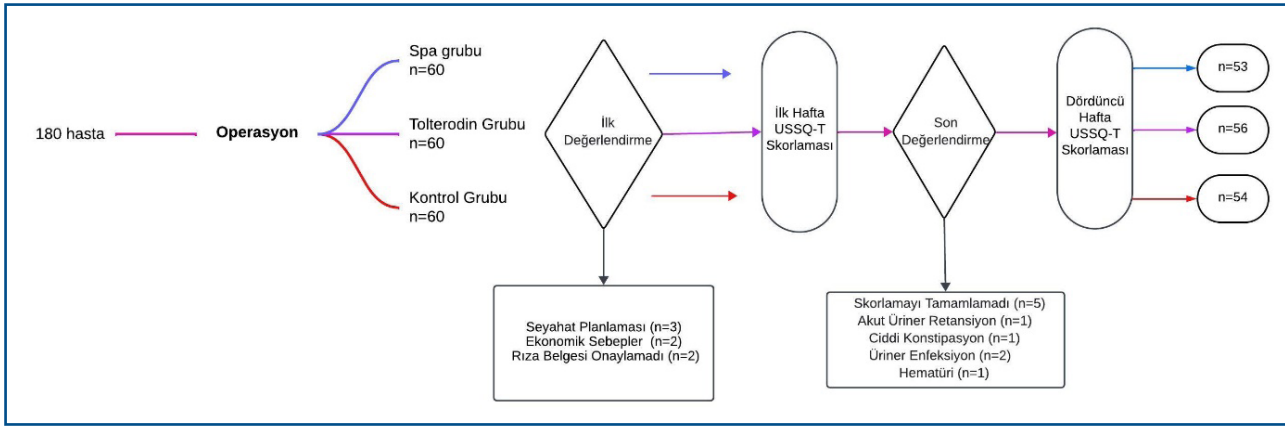 180 hasta
Operasyon
Spa grubu
n=60
Tolterodin Grubu
n=60
Kontrol Grubu
n=60
İlk
Değerlendirme
Seyahat Planlaması (n=3)
Ekonomik Sebepler (n=2)
Rıza Belgesi Onaylamadı (n=2)
İlk Hafta
USSQ-T
Skorlaması
Son
Değerlendirme
Skorlamayı Tamamlamadı (n=5)
Akut Üriner Retansiyon (n=1)
Ciddi Konstipasyon (n=1)
Üriner Enfeksiyon (n=2)
Hematüri (n=1)
Dördüncü
Hafta
USSQ-T
Skorlaması
n=53
n=56
n=54